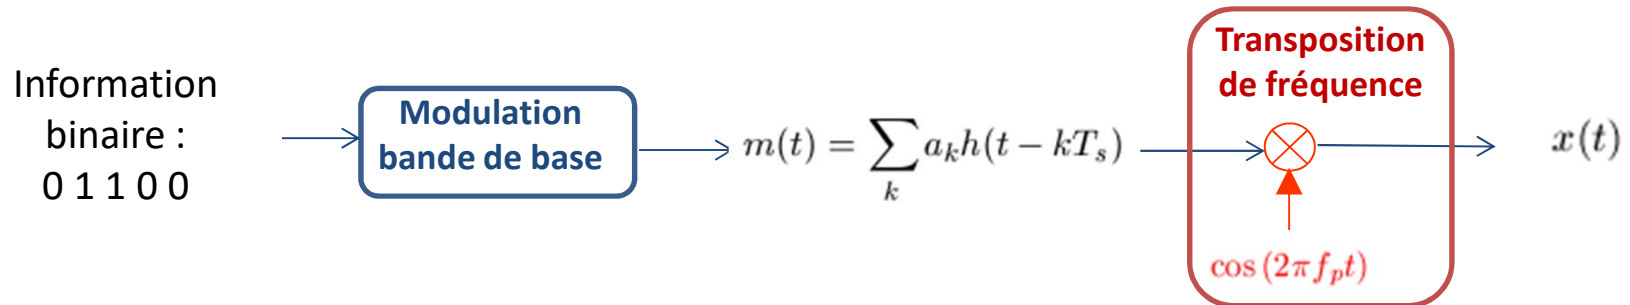 Information
binaire :
0 1 1 0 0
Modulation
bande de base
m(t) = ∑ₖ aₖh(t − kTₛ)
Transposition
de fréquence
cos (2πfₚt)
x(t)